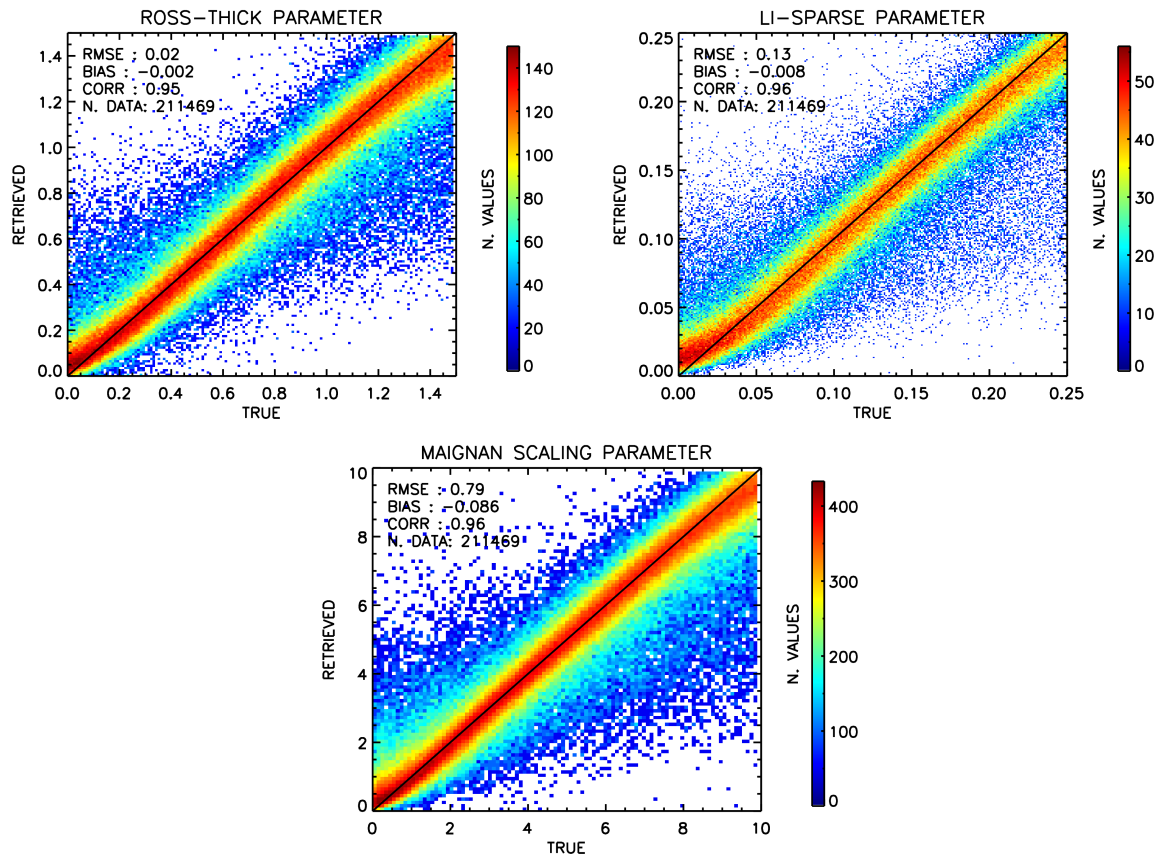 ROSS-THICK PARAMETER
RMSE : 0.02
BIAS : -0.002
CORR : 0.95
N. DATA: 211469
RETRIEVED
1.4
1.2
1.0
0.8
0.6
0.4
0.2
0.0
0.0 0.2 0.4 0.6 0.8 1.0 1.2 1.4
TRUE
N. VALUES
140
120
100
80
60
40
20
0
LI-SPARSE PARAMETER
RMSE : 0.13
BIAS : -0.008
CORR : 0.96
N. DATA: 211469
RETRIEVED
0.25
0.20
0.15
0.10
0.05
0.00
0.00 0.05 0.10 0.15 0.20 0.25
TRUE
N. VALUES
50
40
30
20
10
0
MAIGNAN SCALING PARAMETER
RMSE : 0.79
BIAS : -0.086
CORR : 0.96
N. DATA: 211469
RETRIEVED
10
8
6
4
2
0
0 2 4 6 8 10
TRUE
N. VALUES
400
300
200
100
0